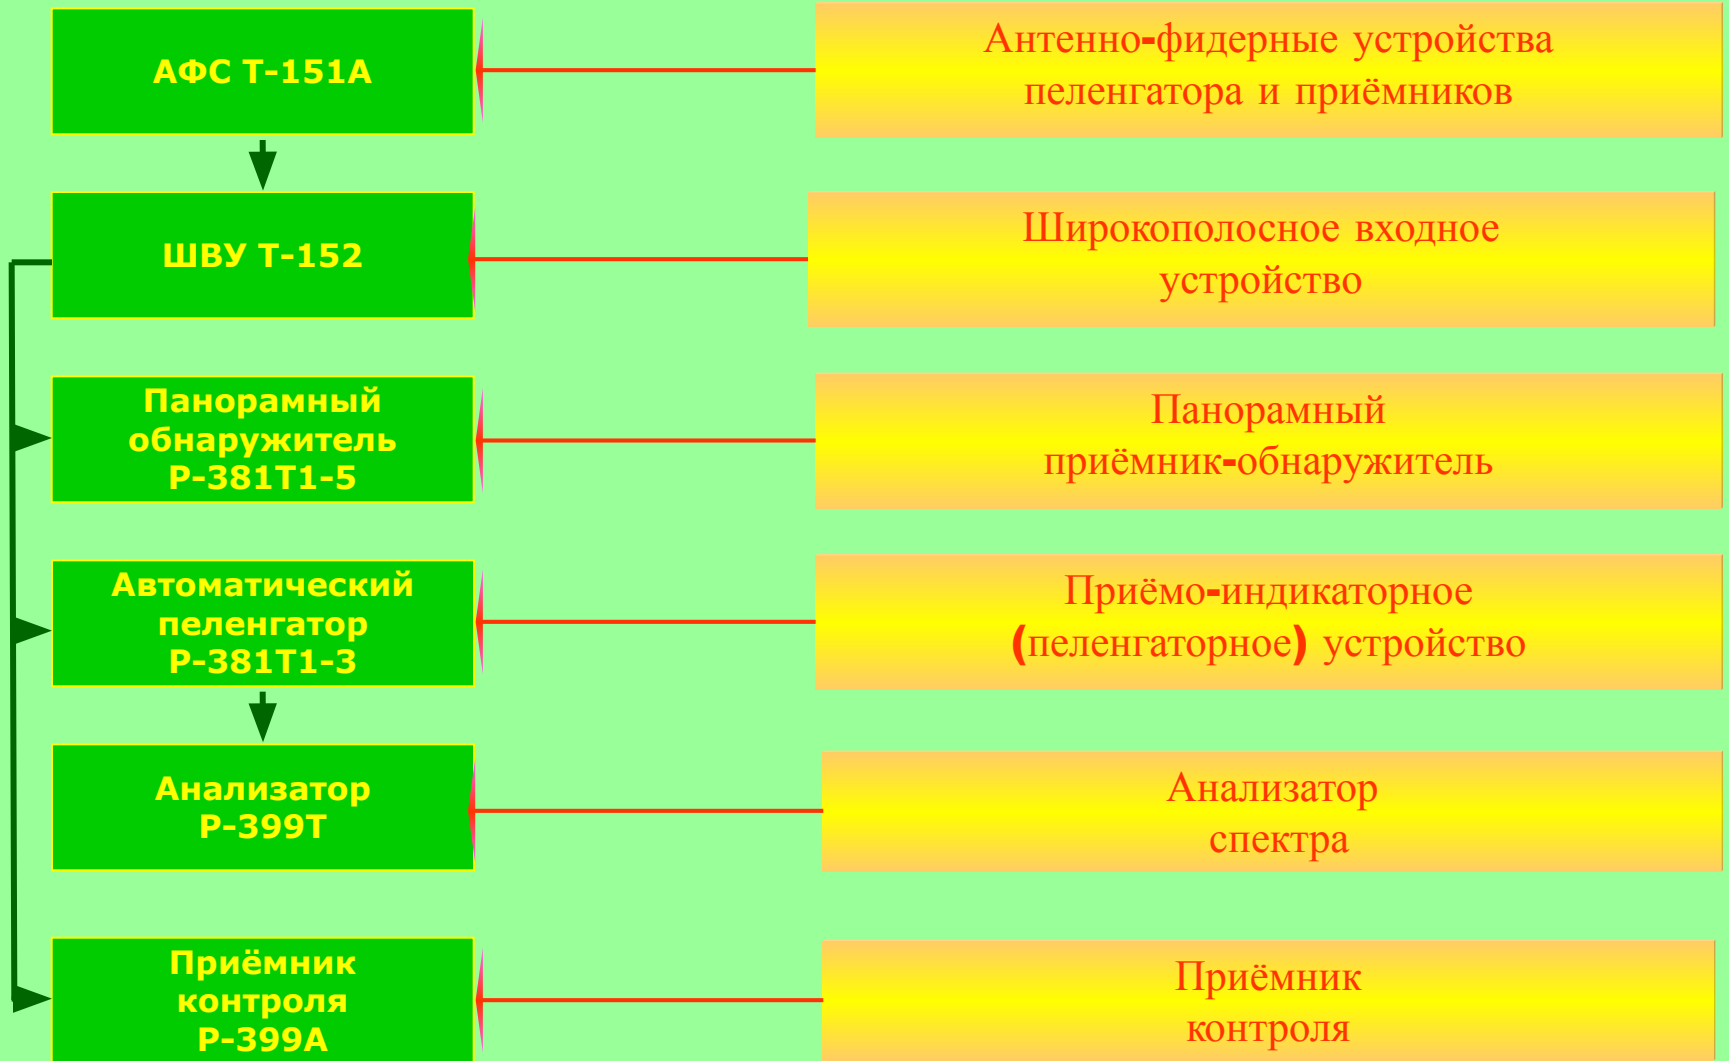 АФС Т-151А
Антенно-фидерные устройства
пеленгатора и приёмников
ШВУ Т-152
Широкополосное входное
устройство
Панорамный
обнаружитель
Р-381Т1-5
Панорамный
приёмник-обнаружитель
Автоматический
пеленгатор
Р-381Т1-3
Приёмо-индикаторное
(пеленгаторное) устройство
Анализатор
Р-399Т
Анализатор
спектра
Приёмник
контроля
Р-399А
Приёмник
контроля